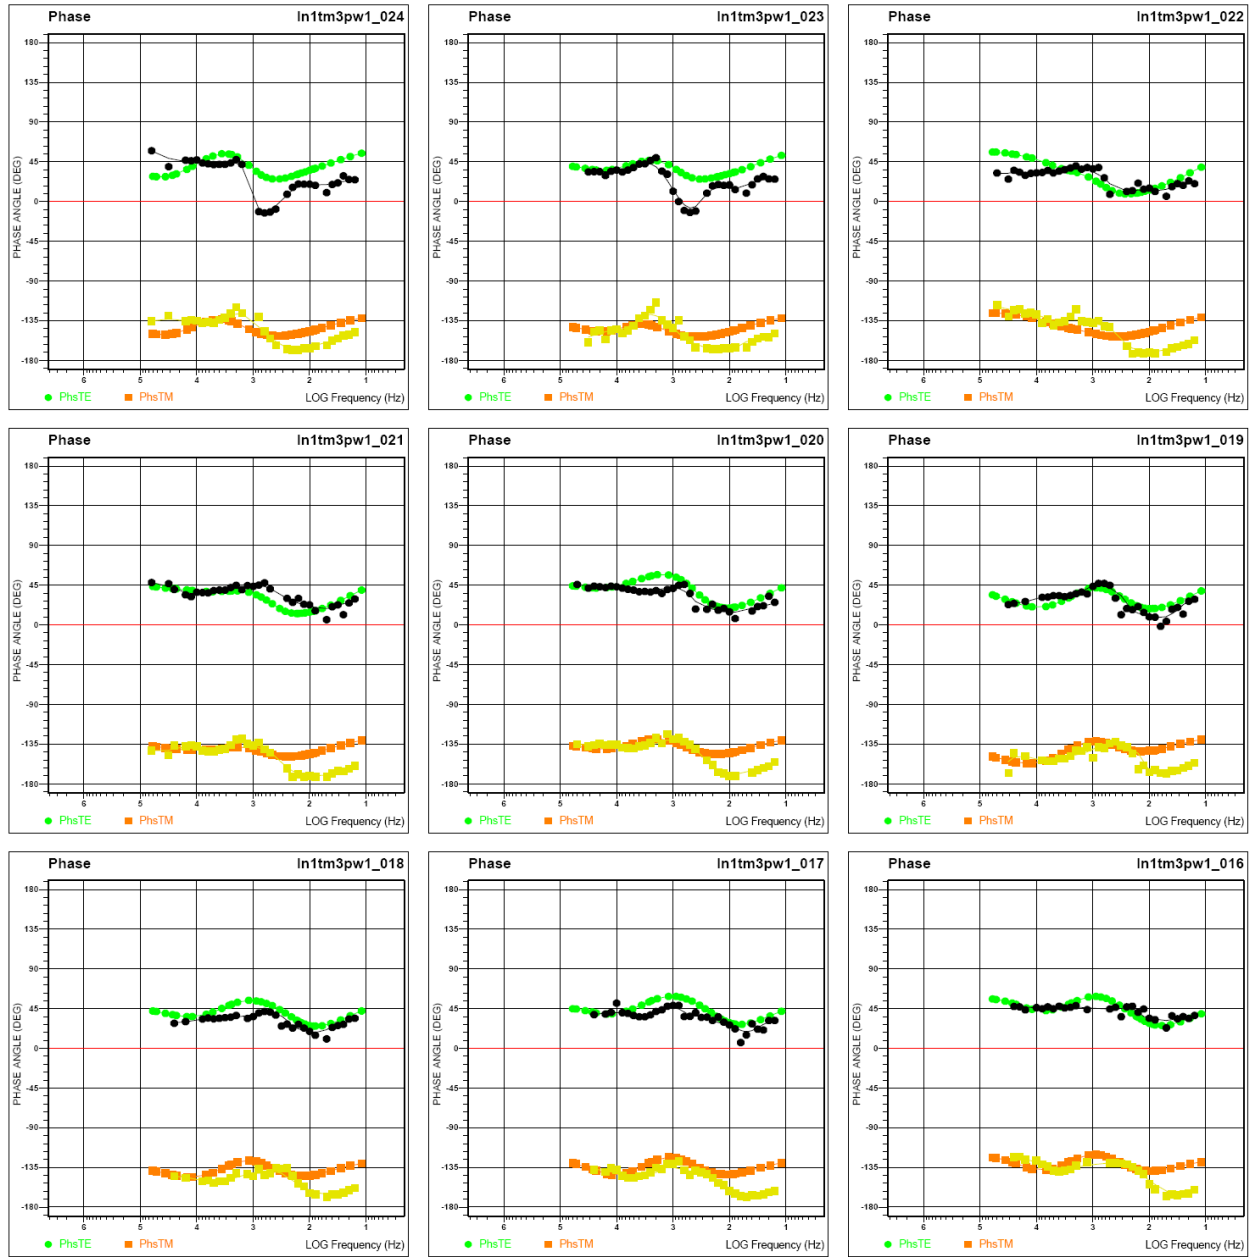 Phase ln1tm3pw1_024
180
135
90
45
0
-45
-90
-135
-180
PHASE ANGLE (DEG)
6 5 4 3 2 1
PhsTE PhsTM LOG Frequency (Hz)
Phase ln1tm3pw1_023
180
135
90
45
0
-45
-90
-135
-180
PHASE ANGLE (DEG)
6 5 4 3 2 1
PhsTE PhsTM LOG Frequency (Hz)
Phase ln1tm3pw1_022
180
135
90
45
0
-45
-90
-135
-180
PHASE ANGLE (DEG)
6 5 4 3 2 1
PhsTE PhsTM LOG Frequency (Hz)
Phase ln1tm3pw1_021
180
135
90
45
0
-45
-90
-135
-180
PHASE ANGLE (DEG)
6 5 4 3 2 1
PhsTE PhsTM LOG Frequency (Hz)
Phase ln1tm3pw1_020
180
135
90
45
0
-45
-90
-135
-180
PHASE ANGLE (DEG)
6 5 4 3 2 1
PhsTE PhsTM LOG Frequency (Hz)
Phase ln1tm3pw1_019
180
135
90
45
0
-45
-90
-135
-180
PHASE ANGLE (DEG)
6 5 4 3 2 1
PhsTE PhsTM LOG Frequency (Hz)
Phase ln1tm3pw1_018
180
135
90
45
0
-45
-90
-135
-180
PHASE ANGLE (DEG)
6 5 4 3 2 1
PhsTE PhsTM LOG Frequency (Hz)
Phase ln1tm3pw1_017
180
135
90
45
0
-45
-90
-135
-180
PHASE ANGLE (DEG)
6 5 4 3 2 1
PhsTE PhsTM LOG Frequency (Hz)
Phase ln1tm3pw1_016
180
135
90
45
0
-45
-90
-135
-180
PHASE ANGLE (DEG)
6 5 4 3 2 1
PhsTE PhsTM LOG Frequency (Hz)